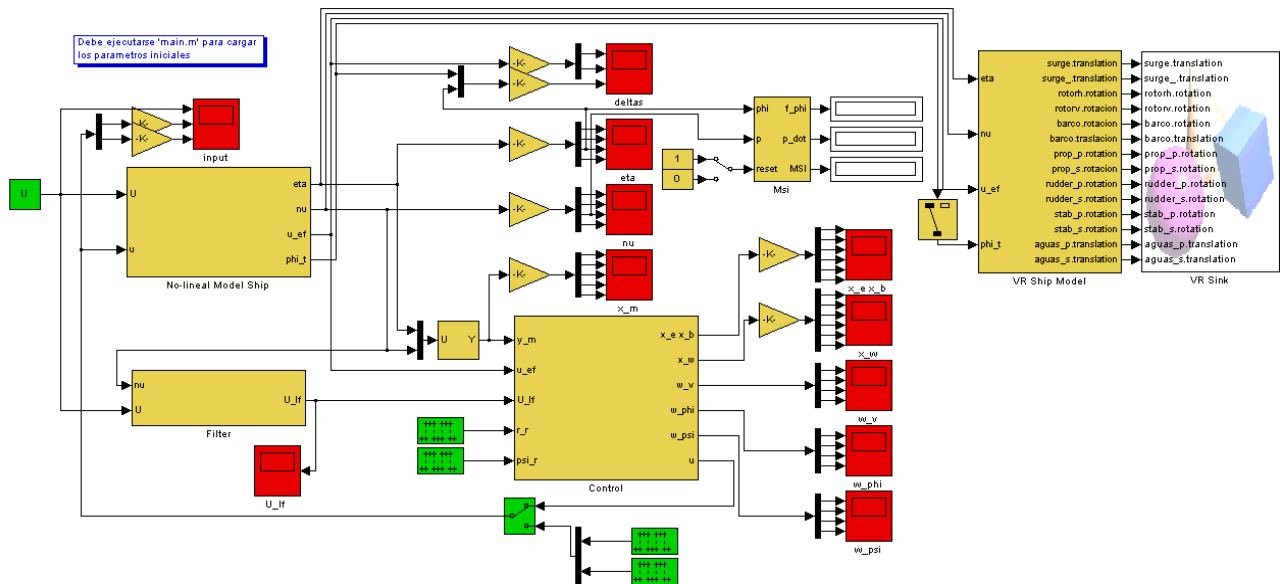 Debe ejecutarse 'main.m' para cargar
los parametros iniciales
-K-
-K-
input
U
U
u
eta
nu
u_ef
phi_t
No-lineal Model Ship
-K-
-K-
deltas
-K-
eta
-K-
nu
-K-
x_m
phi
p
reset
f_phi
p_dot
MSI
Msi
1
0
eta
nu
u_ef
phi_t
surge.translation
surge_.translation
rotorh.rotation
rotorv.rotacion
barco.rotation
barco.traslacion
prop_p.rotation
prop_s.rotacion
rudder_p.rotation
rudder_s.rotation
stab_p.rotation
stab_s.rotation
aguas_p.translation
aguas_s.translation
VR Ship Model
surge.translation
surge_.translation
rotorh.rotation
rotorv.rotation
barco.rotation
barco.translation
prop_p.rotation
prop_s.rotation
rudder_p.rotation
rudder_s.rotation
stab_p.rotation
stab_s.rotation
aguas_p.translation
aguas_s.translation
VR Sink
U
Y
nu
U
U_lf
Filter
U_lf
y_m
u_ef
U_lf
r_r
psi_r
x_e x_b
x_w
w_v
w_phi
w_psi
u
Control
-K-
x_e x_b
-K-
x_w
w_v
w_phi
w_psi